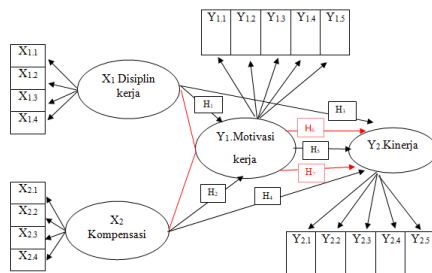 Y1.1 Y1.2 Y1.3 Y1.4 Y1.5
X1.1
X1.2
X1.3
X1.4
X1 Disiplin
kerja
H1
H3
Y1.Motivasi
kerja
H6
H5
H7
Y2.Kinerja
X2.1
X2.2
X2.3
X2.4
X2
Kompensasi
H2
H4
Y2.1 Y2.2 Y2.3 Y2.4 Y2.5